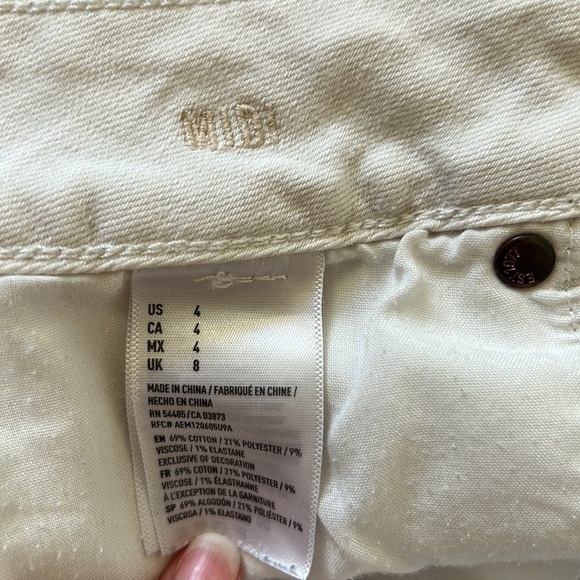 MIDI
US 4
CA 4
MX 4
UK 8
MADE IN CHINA / FABRIQUÉ EN CHINE /
HECHO EN CHINA
RN 54485/CA 03873
RFC# AEM120605U9A
EN 69% COTTON / 21% POLYESTER / 9%
VISCOSE / 1% ELASTANE
EXCLUSIVE OF DECORATION
FR 69% COTON / 21% POLYESTER / 9%
VISCOSE / 1% ÉLASTHANNE
À L'EXCEPTION DE LA GARNITURE
SP 69% ALGODÓN / 21% POLIÉSTER / 9%
VISCOSA / 1% ELASTANO